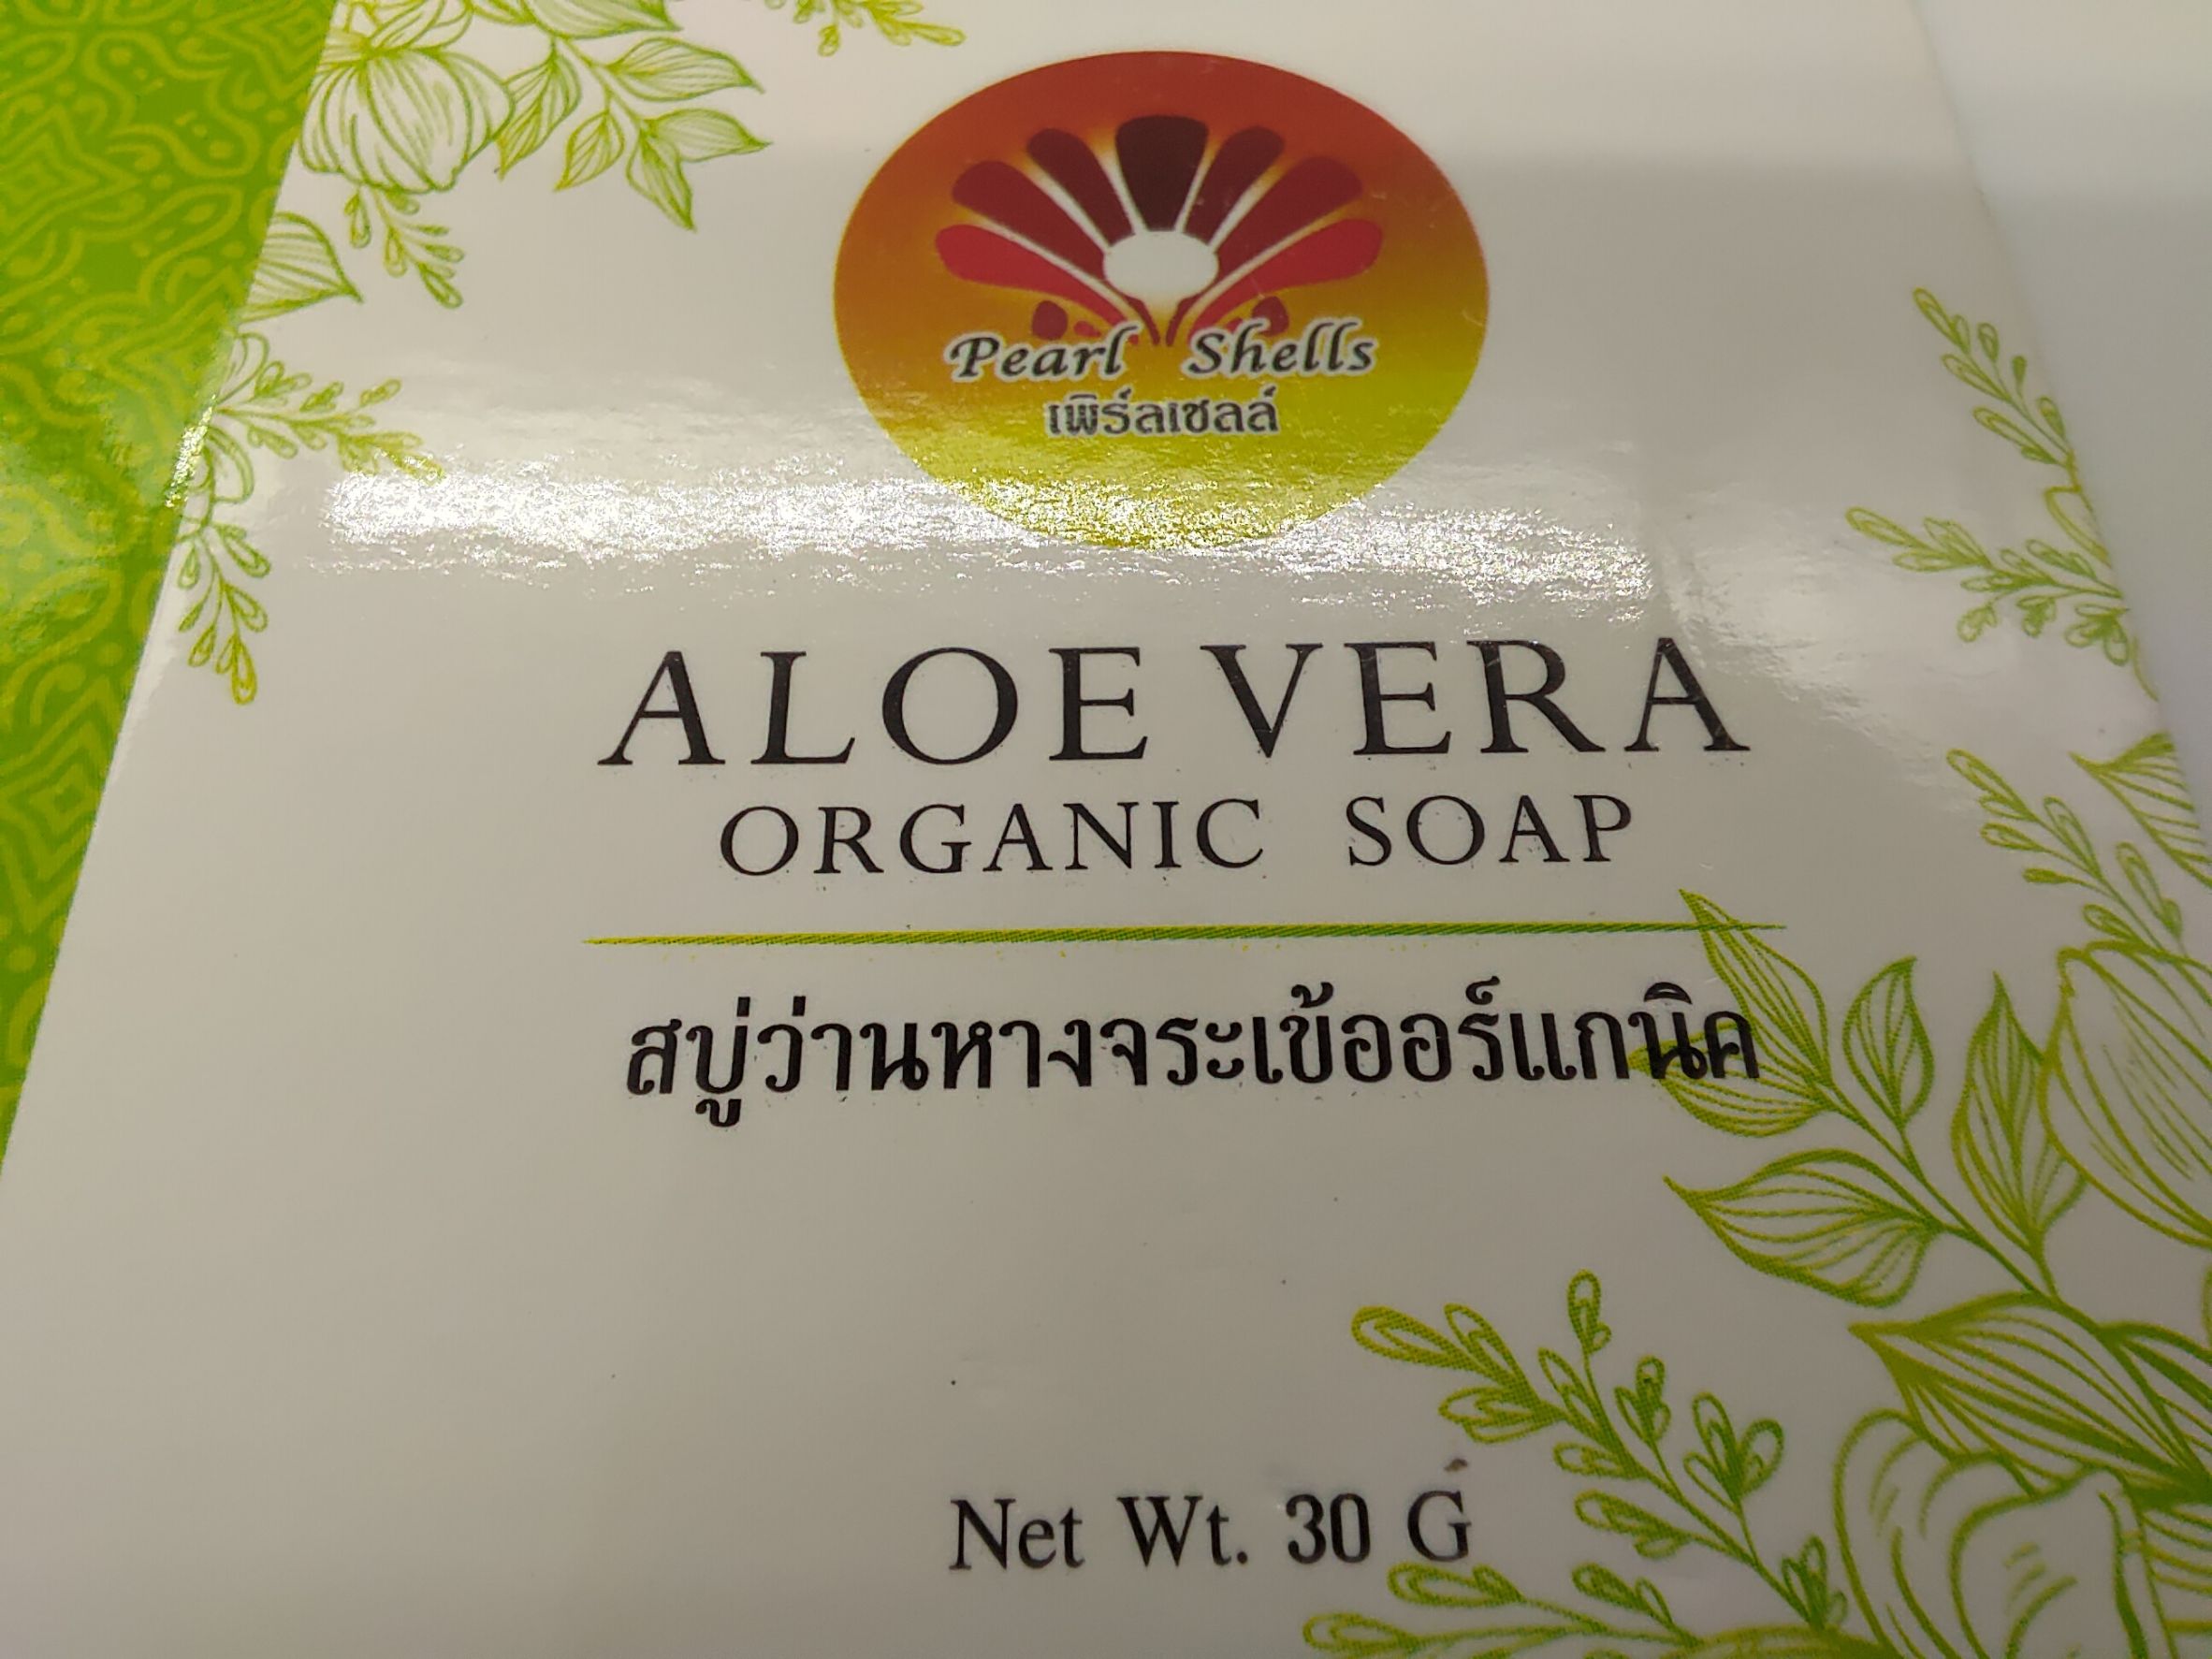 Pearl Shells
เพิร์ลเชลล์
ALOE VERA
ORGANIC SOAP
สบู่ว่านหางจระเข้ออร์แกนิค
Net Wt. 30 G